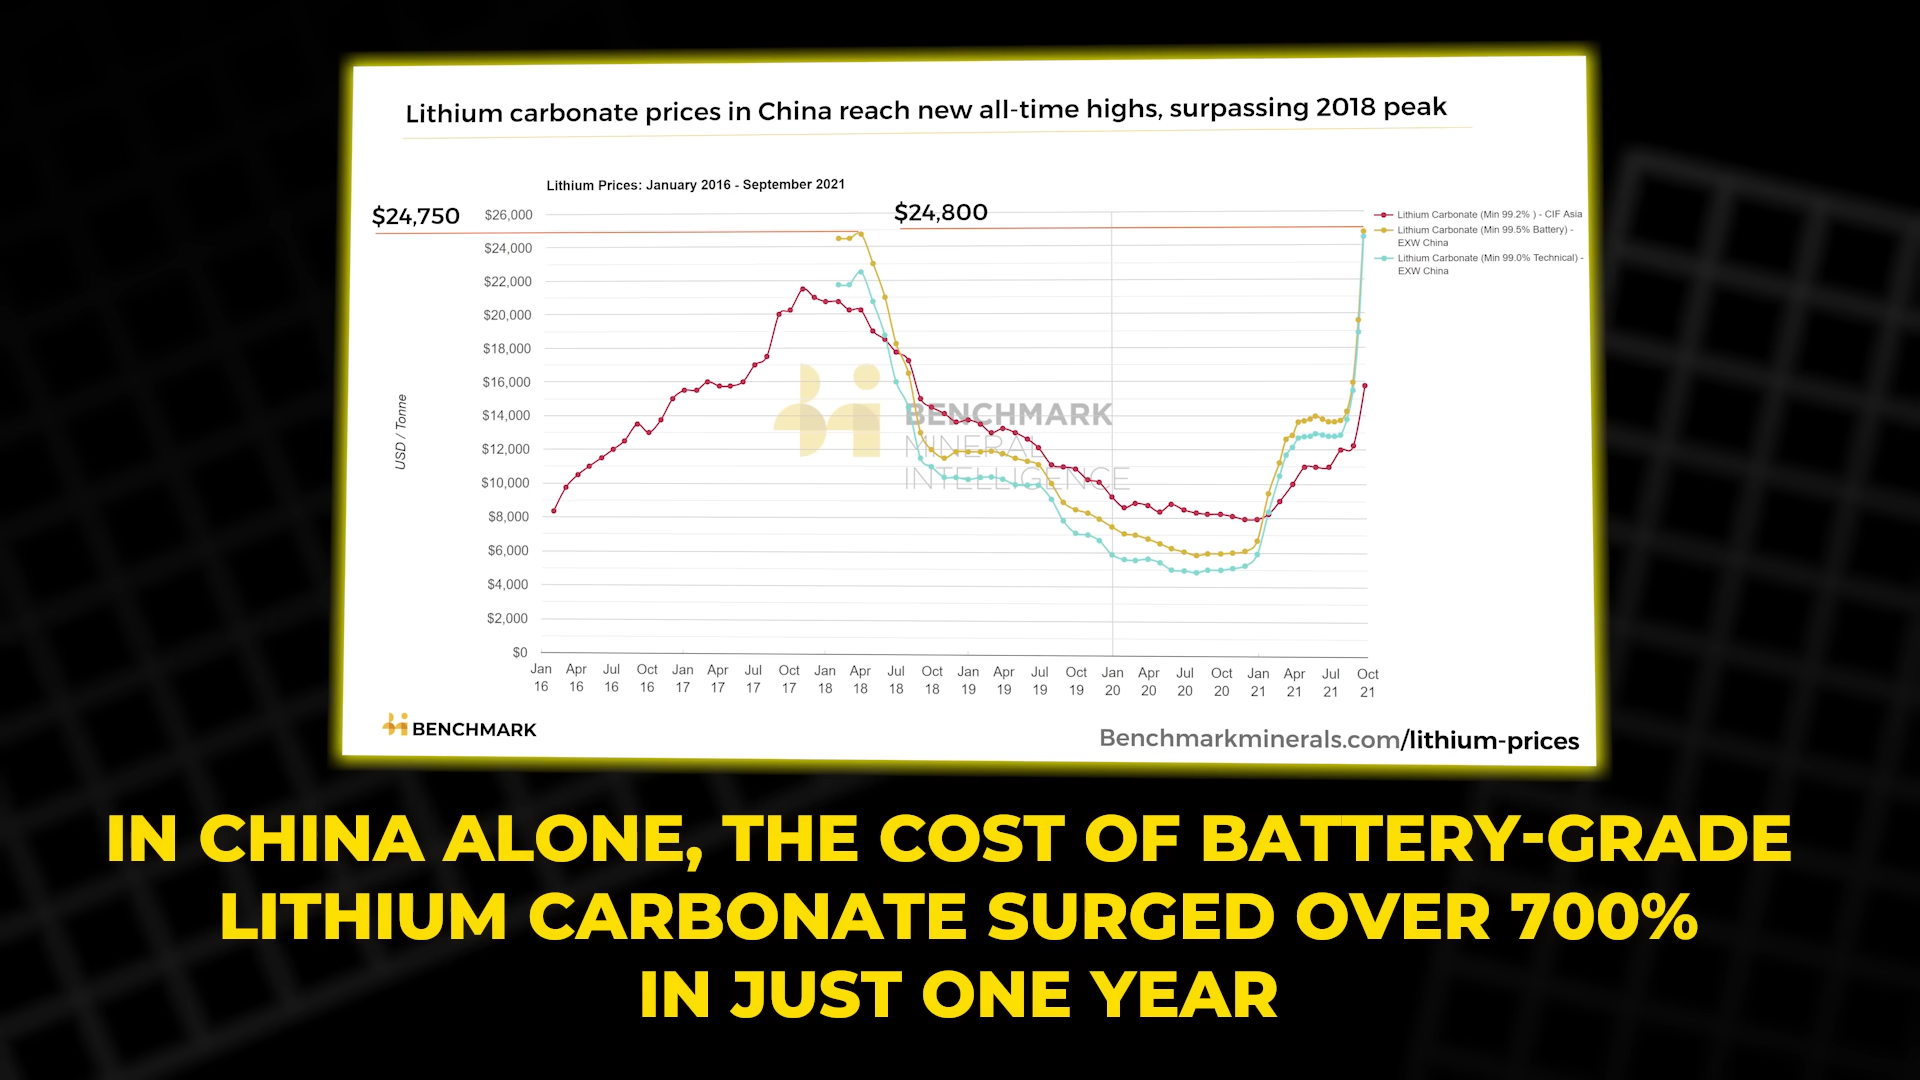 Lithium carbonate prices in China reach new all-time highs, surpassing 2018 peak
Lithium Prices: January 2016 - September 2021
$24,750
$24,800
$26,000
$24,000
$22,000
$20,000
$18,000
$16,000
$14,000
$12,000
$10,000
$8,000
$6,000
$4,000
$2,000
$0
USD / Tonne
Lithium Carbonate (Min 99.2% ) - CIF Asia
Lithium Carbonate (Min 99.5% Battery) -
EXW China
Lithium Carbonate (Min 99.0% Technical) -
EXW China
BENCHMARK
MINERAL
INTELLIGENCE
Jan Apr Jul Oct Jan Apr Jul Oct Jan Apr Jul Oct Jan Apr Jul Oct Jan Apr Jul Oct Jan Apr Jul Oct
16 16 16 16 17 17 17 17 18 18 18 18 19 19 19 19 20 20 20 20 21 21 21 21
BENCHMARK
Benchmarkminerals.com/lithium-prices
IN CHINA ALONE, THE COST OF BATTERY-GRADE
LITHIUM CARBONATE SURGED OVER 700%
IN JUST ONE YEAR